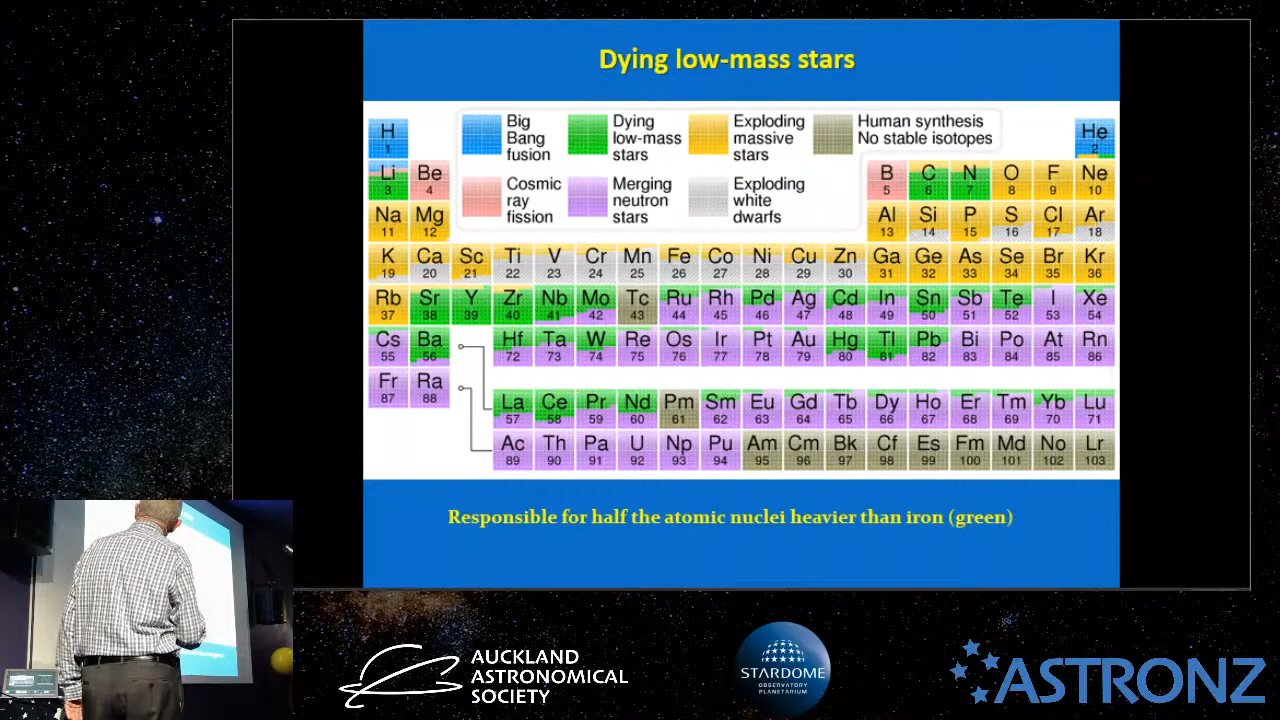 Dying low-mass stars
Big
Bang
fusion
Dying
low-mass
stars
Exploding
massive
stars
Human synthesis
No stable isotopes
Cosmic
ray
fission
Merging
neutron
stars
Exploding
white
dwarfs
H He
1 2
Li Be B C N O F Ne
3 4 5 6 7 8 9 10
Na Mg Al Si P S Cl Ar
11 12 13 14 15 16 17 18
K Ca Sc Ti V Cr Mn Fe Co Ni Cu Zn Ga Ge As Se Br Kr
19 20 21 22 23 24 25 26 27 28 29 30 31 32 33 34 35 36
Rb Sr Y Zr Nb Mo Tc Ru Rh Pd Ag Cd In Sn Sb Te I Xe
37 38 39 40 41 42 43 44 45 46 47 48 49 50 51 52 53 54
Cs Ba Hf Ta W Re Os Ir Pt Au Hg Tl Pb Bi Po At Rn
55 56 72 73 74 75 76 77 78 79 80 81 82 83 84 85 86
Fr Ra
87 88
La Ce Pr Nd Pm Sm Eu Gd Tb Dy Ho Er Tm Yb Lu
57 58 59 60 61 62 63 64 65 66 67 68 69 70 71
Ac Th Pa U Np Pu Am Cm Bk Cf Es Fm Md No Lr
89 90 91 92 93 94 95 96 97 98 99 100 101 102 103
Responsible for half the atomic nuclei heavier than iron (green)
AUCKLAND
ASTRONOMICAL
SOCIETY
STARDOME
OBSERVATORY
PLANETARIUM
ASTRONZ